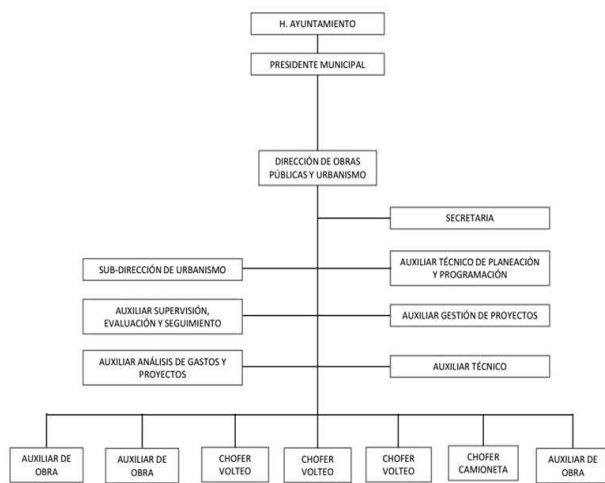 H. AYUNTAMIENTO
PRESIDENTE MUNICIPAL
DIRECCIÓN DE OBRAS
PÚBLICAS Y URBANISMO
SECRETARIA
SUB-DIRECCIÓN DE URBANISMO
AUXILIAR TÉCNICO DE PLANEACIÓN
Y PROGRAMACIÓN
AUXILIAR SUPERVISIÓN,
EVALUACIÓN Y SEGUIMIENTO
AUXILIAR GESTIÓN DE PROYECTOS
AUXILIAR ANÁLISIS DE GASTOS Y
PROYECTOS
AUXILIAR TÉCNICO
AUXILIAR DE
OBRA
AUXILIAR DE
OBRA
CHOFER
VOLTEO
CHOFER
VOLTEO
CHOFER
VOLTEO
CHOFER
CAMIONETA
AUXILIAR DE
OBRA